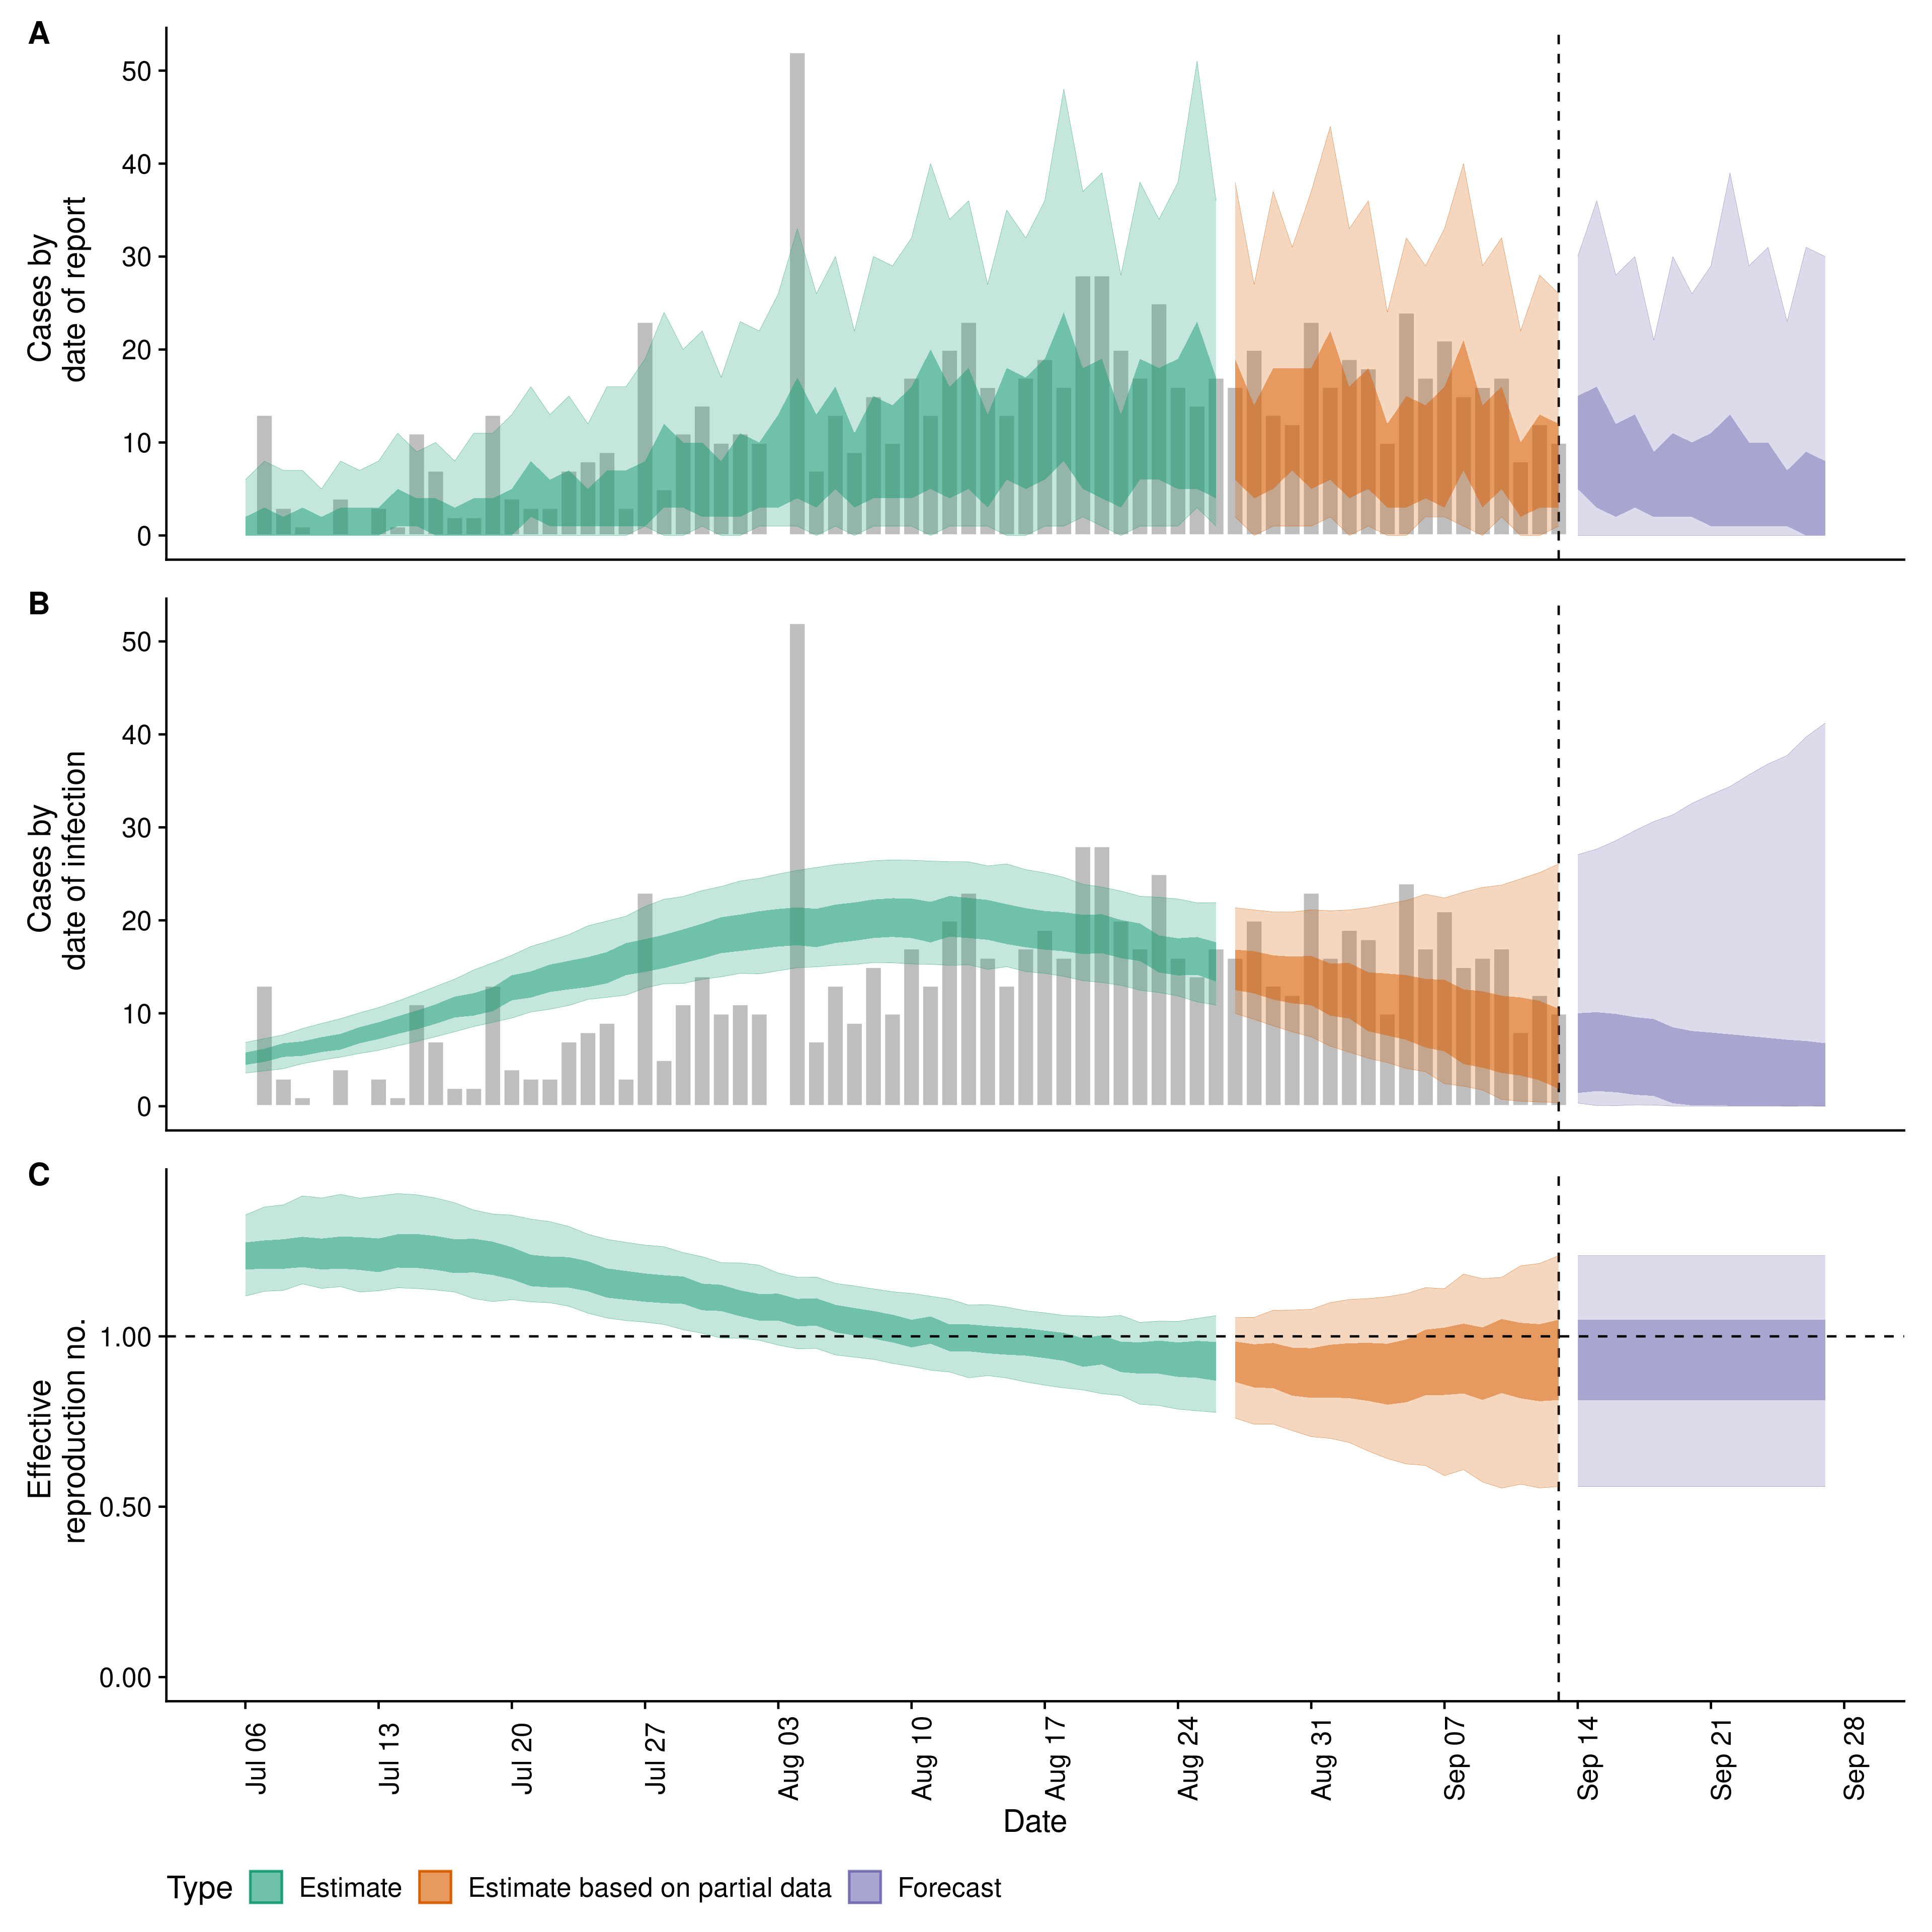 A
Cases by
date of report
50
40
30
20
10
0
B
Cases by
date of infection
50
40
30
20
10
0
C
Effective
reproduction no.
1.00
0.50
0.00
Jul 06
Jul 13
Jul 20
Jul 27
Aug 03
Aug 10
Aug 17
Aug 24
Aug 31
Sep 07
Sep 14
Sep 21
Sep 28
Date
Type Estimate Estimate based on partial data Forecast